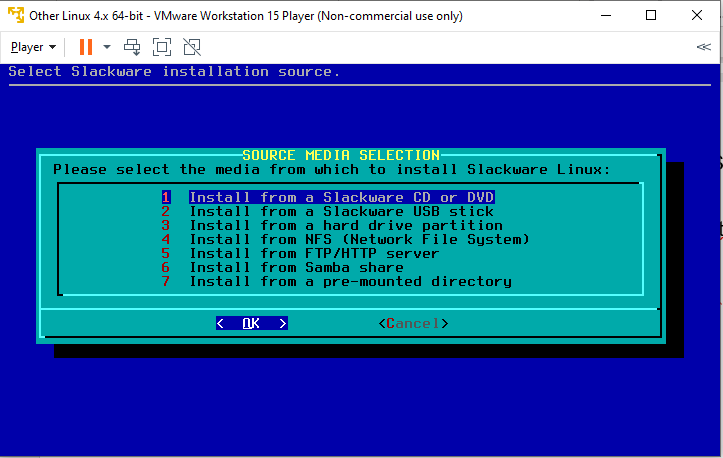 Other Linux 4.x 64-bit - VMware Workstation 15 Player (Non-commercial use only)
Player
Select Slackware installation source.
SOURCE MEDIA SELECTION
Please select the media from which to install Slackware Linux:
1 Install from a Slackware CD or DVD
2 Install from a Slackware USB stick
3 Install from a hard drive partition
4 Install from NFS (Network File System)
5 Install from FTP/HTTP server
6 Install from Samba share
7 Install from a pre-mounted directory
< OK > <Cancel>